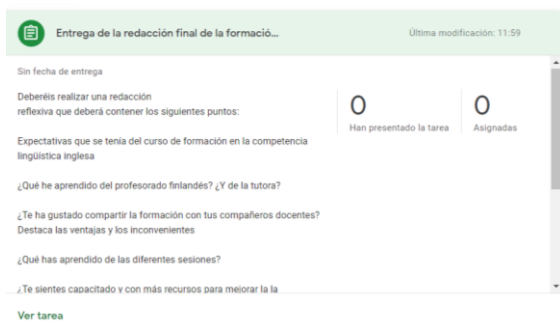 Entrega de la redacción final de la formació...
Última modificación: 11:59
Sin fecha de entrega
Deberéis realizar una redacción
reflexiva que deberá contener los siguientes puntos:
0
Han presentado la tarea
0
Asignadas
Expectativas que se tenía del curso de formación en la competencia
lingüística inglesa
¿Qué he aprendido del profesorado finlandés? ¿Y de la tutora?
¿Te ha gustado compartir la formación con tus compañeros docentes?
Destaca las ventajas y los inconvenientes
¿Qué has aprendido de las diferentes sesiones?
¿Te sientes capacitado y con más recursos para mejorar la la
Ver tarea